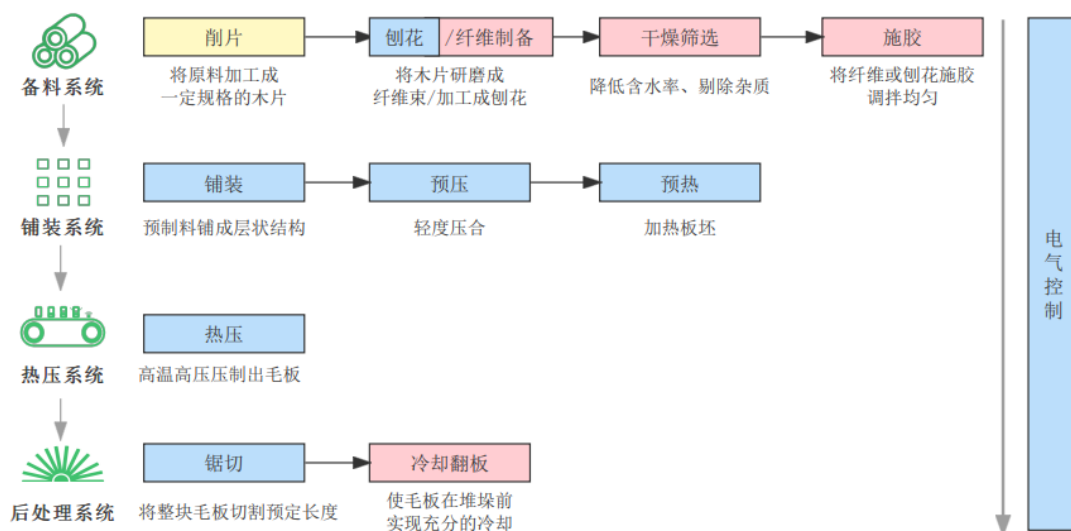 削片
刨花
/纤维制备
干燥筛选
施胶
备料系统
将原料加工成
一定规格的木片
将木片研磨成
纤维束/加工成刨花
降低含水率、剔除杂质
将纤维或刨花施胶
调拌均匀
铺装
预压
预热
铺装系统
预制料铺成层状结构
轻度压合
加热板坯
电气控制
热压
热压系统
高温高压压制出毛板
锯切
冷却翻板
后处理系统
将整块毛板切割预定长度
使毛板在堆垛前
实现充分的冷却